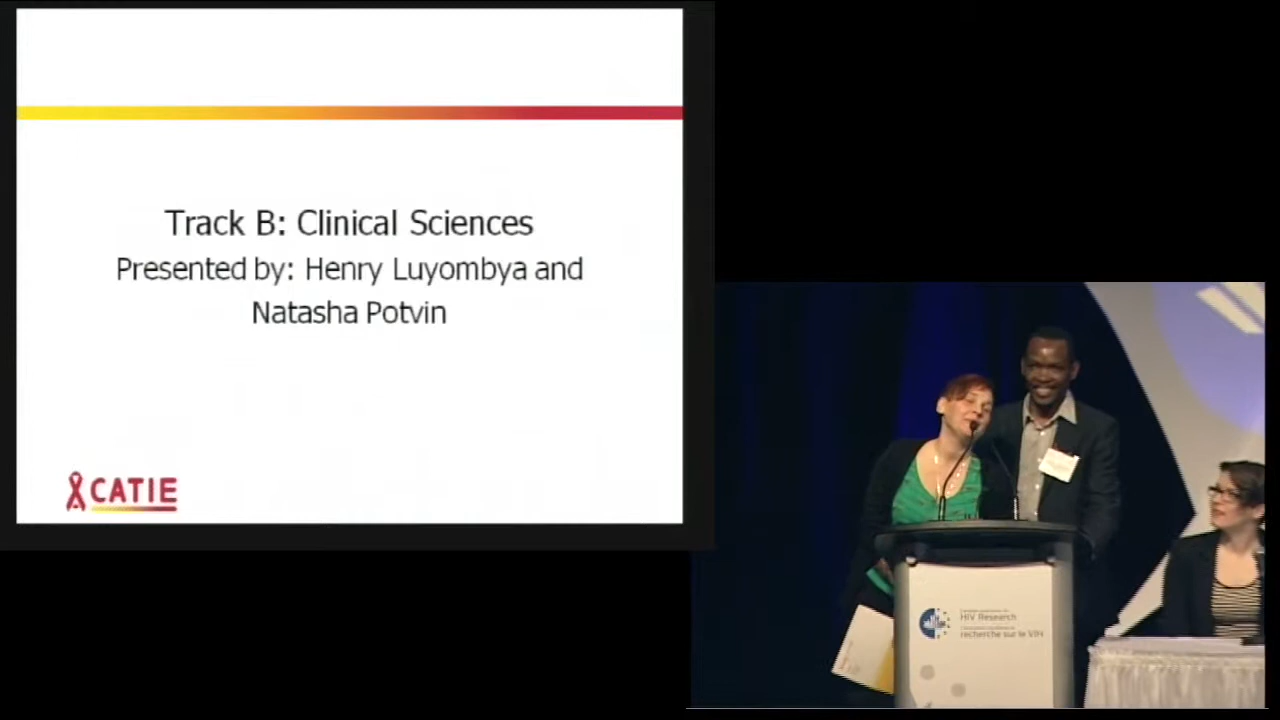 Track B: Clinical Sciences
Presented by: Henry Luyombya and
Natasha Potvin
CATIE
HIV Research
recherche sur le VIH